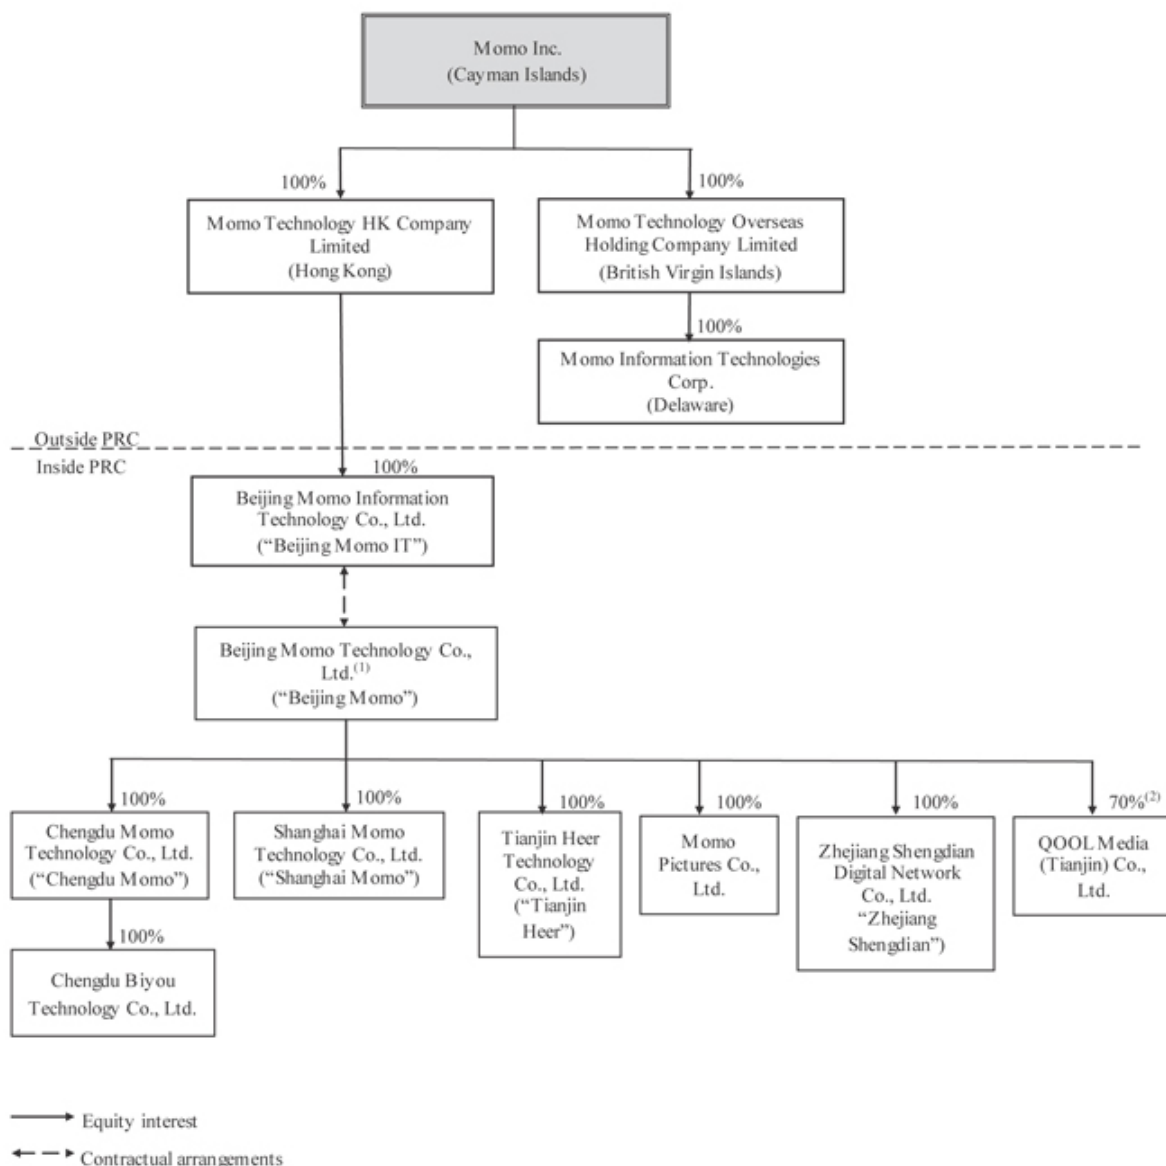 Momo Inc.
(Cayman Islands)
100%
100%
Momo Technology HK Company
Limited
(Hong Kong)
Momo Technology Overseas
Holding Company Limited
(British Virgin Islands)
100%
Momo Information Technologies
Corp.
(Delaware)
Outside PRC
Inside PRC
100%
Beijing Momo Information
Technology Co., Ltd.
(“Beijing Momo IT”)
Beijing Momo Technology Co.,
Ltd.(1)
(“Beijing Momo”)
100%
100%
100%
100%
100%
70%(2)
Chengdu Momo
Technology Co., Ltd.
(“Chengdu Momo”)
Shanghai Momo
Technology Co., Ltd.
(“Shanghai Momo”)
Tianjin Heer
Technology
Co., Ltd.
(“Tianjin
Heer”)
Momo
Pictures Co.,
Ltd.
Zhejiang Shengdian
Digital Network
Co., Ltd.
“Zhejiang
Shengdian”)
QOOL Media
(Tianjin) Co.,
Ltd.
100%
Chengdu Biyou
Technology Co., Ltd.
Equity interest
Contractual arrangements